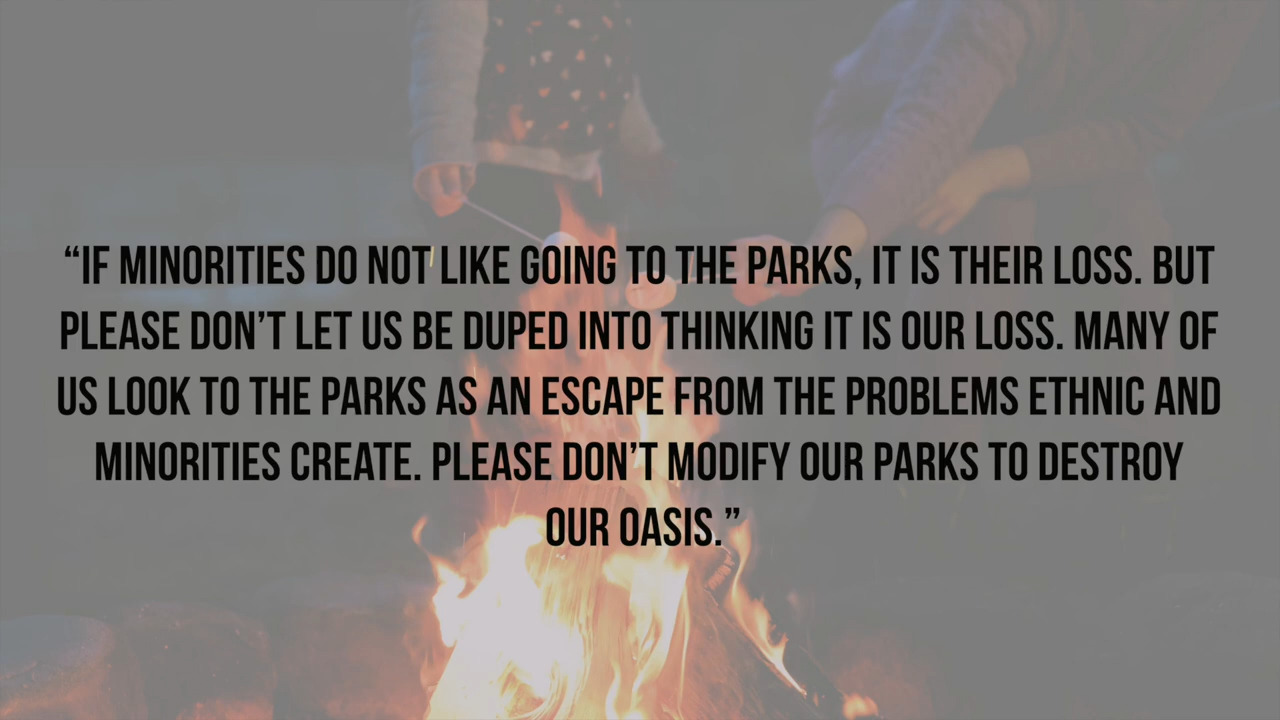 “IF MINORITIES DO NOT LIKE GOING TO THE PARKS, IT IS THEIR LOSS. BUT
PLEASE DON’T LET US BE DUPED INTO THINKING IT IS OUR LOSS. MANY OF
US LOOK TO THE PARKS AS AN ESCAPE FROM THE PROBLEMS ETHNIC AND
MINORITIES CREATE. PLEASE DON’T MODIFY OUR PARKS TO DESTROY
OUR OASIS.”